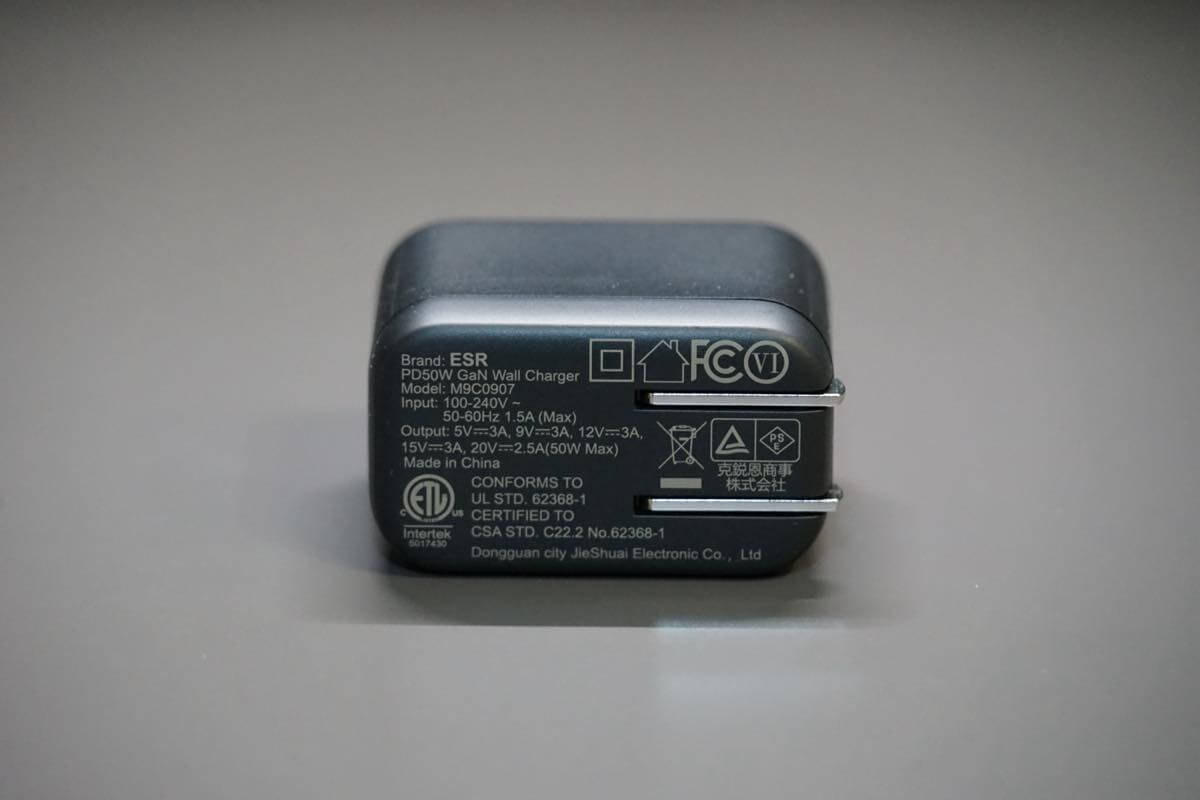 Brand: ESR
PD50W GaN Wall Charger
Model: M9C0907
Input: 100-240V ~
50-60Hz 1.5A (Max)
Output: 5V⎓3A, 9V⎓3A, 12V⎓3A,
15V⎓3A, 20V⎓2.5A(50W Max)
Made in China
FC VI
PS E
克鋭恩商事
株式会社
ETL
C US
Intertek
5017430
CONFORMS TO
UL STD. 62368-1
CERTIFIED TO
CSA STD. C22.2 No.62368-1
Dongguan city JieShuai Electronic Co., .Ltd